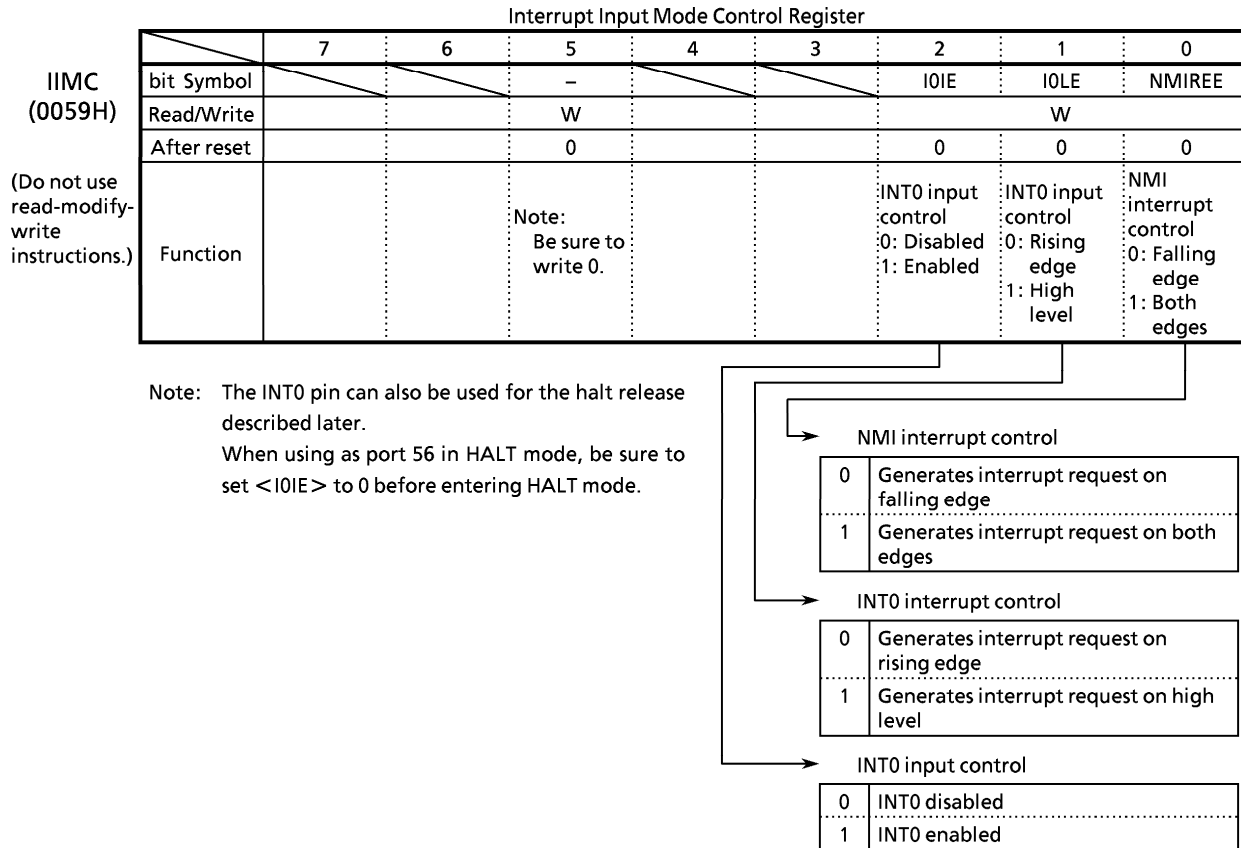 Interrupt Input Mode Control Register
7 6 5 4 3 2 1 0
IIMC
(0059H)
bit Symbol – I0IE I0LE NMIREE
Read/Write W W
After reset 0 0 0 0
(Do not use
read-modify-
write
instructions.)
Function
Note:
Be sure to
write 0.
INT0 input
control
0: Disabled
1: Enabled
INT0 input
control
0: Rising
edge
1: High
level
NMI
interrupt
control
0: Falling
edge
1: Both
edges
Note: The INT0 pin can also be used for the halt release
described later.
When using as port 56 in HALT mode, be sure to
set <I0IE> to 0 before entering HALT mode.
NMI interrupt control
0 Generates interrupt request on
falling edge
1 Generates interrupt request on both
edges
INT0 interrupt control
0 Generates interrupt request on
rising edge
1 Generates interrupt request on high
level
INT0 input control
0 INT0 disabled
1 INT0 enabled